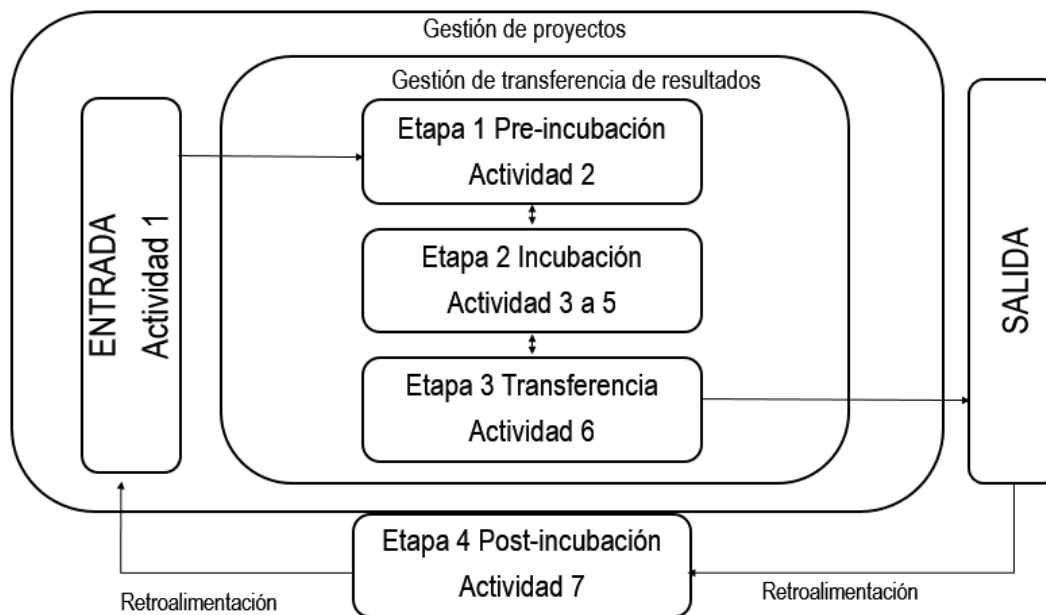 Gestión de proyectos
Gestión de transferencia de resultados
ENTRADA
Actividad 1
Etapa 1 Pre-incubación
Actividad 2
Etapa 2 Incubación
Actividad 3 a 5
Etapa 3 Transferencia
Actividad 6
SALIDA
Etapa 4 Post-incubación
Actividad 7
Retroalimentación
Retroalimentación